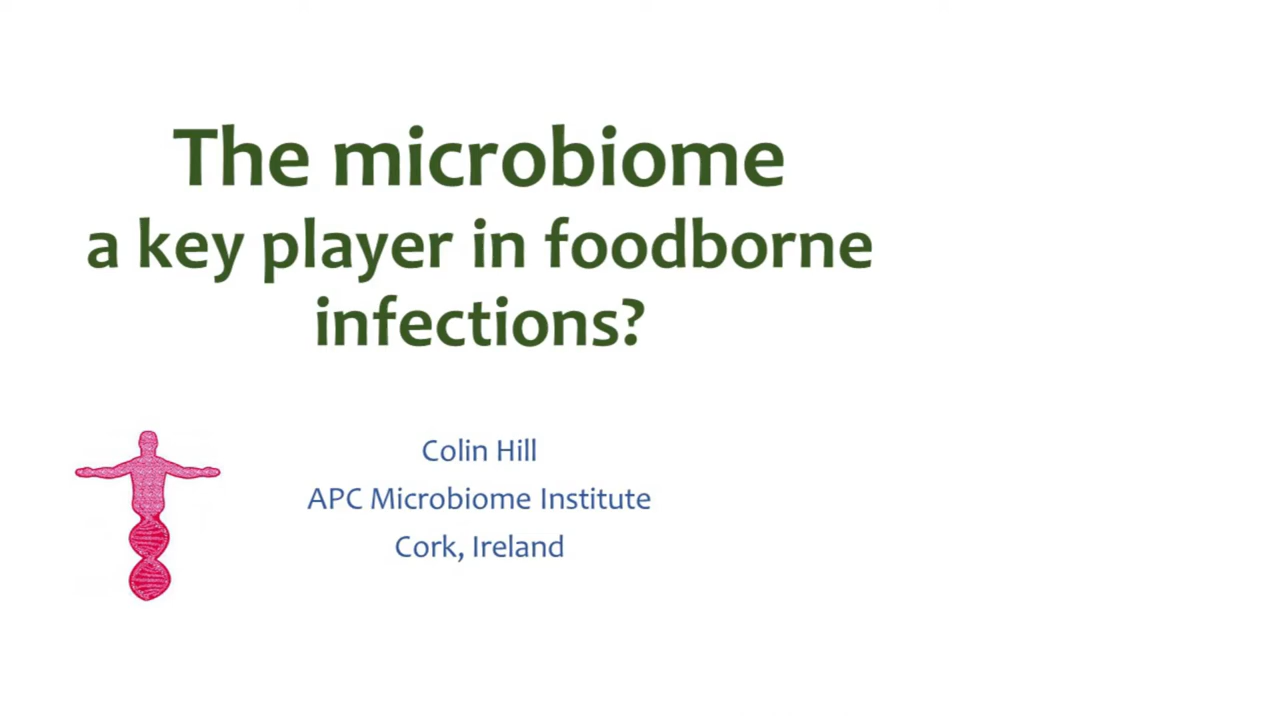 The microbiome
a key player in foodborne
infections?
Colin Hill
APC Microbiome Institute
Cork, Ireland